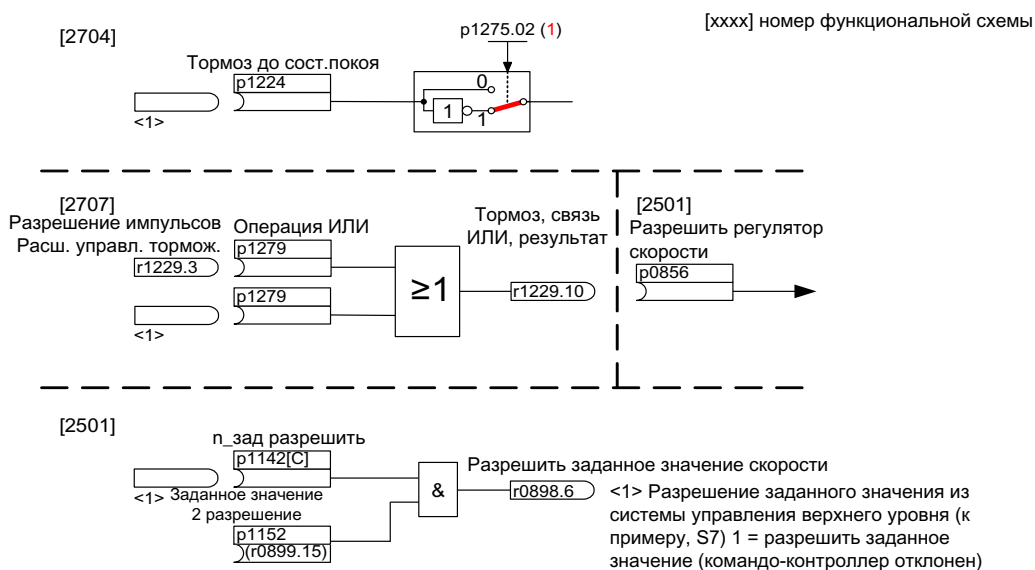 [xxxx] номер функциональной схемы
[2704]
p1275.02 (1)
Тормоз до сост.покоя
p1224
<1>
0
1
1
[2707]
Разрешение импульсов
Расш. управл. тормож.
r1229.3
Операция ИЛИ
p1279
p1279
<1>
≥1
Тормоз, связь
ИЛИ, результат
r1229.10
[2501]
Разрешить регулятор
скорости
p0856
[2501]
n_зад разрешить
p1142[C]
<1>
Заданное значение
2 разрешение
p1152
(r0899.15)
&
Разрешить заданное значение скорости
r0898.6
<1> Разрешение заданного значения из
системы управления верхнего уровня (к
примеру, S7) 1 = разрешить заданное
значение (командо-контроллер отклонен)